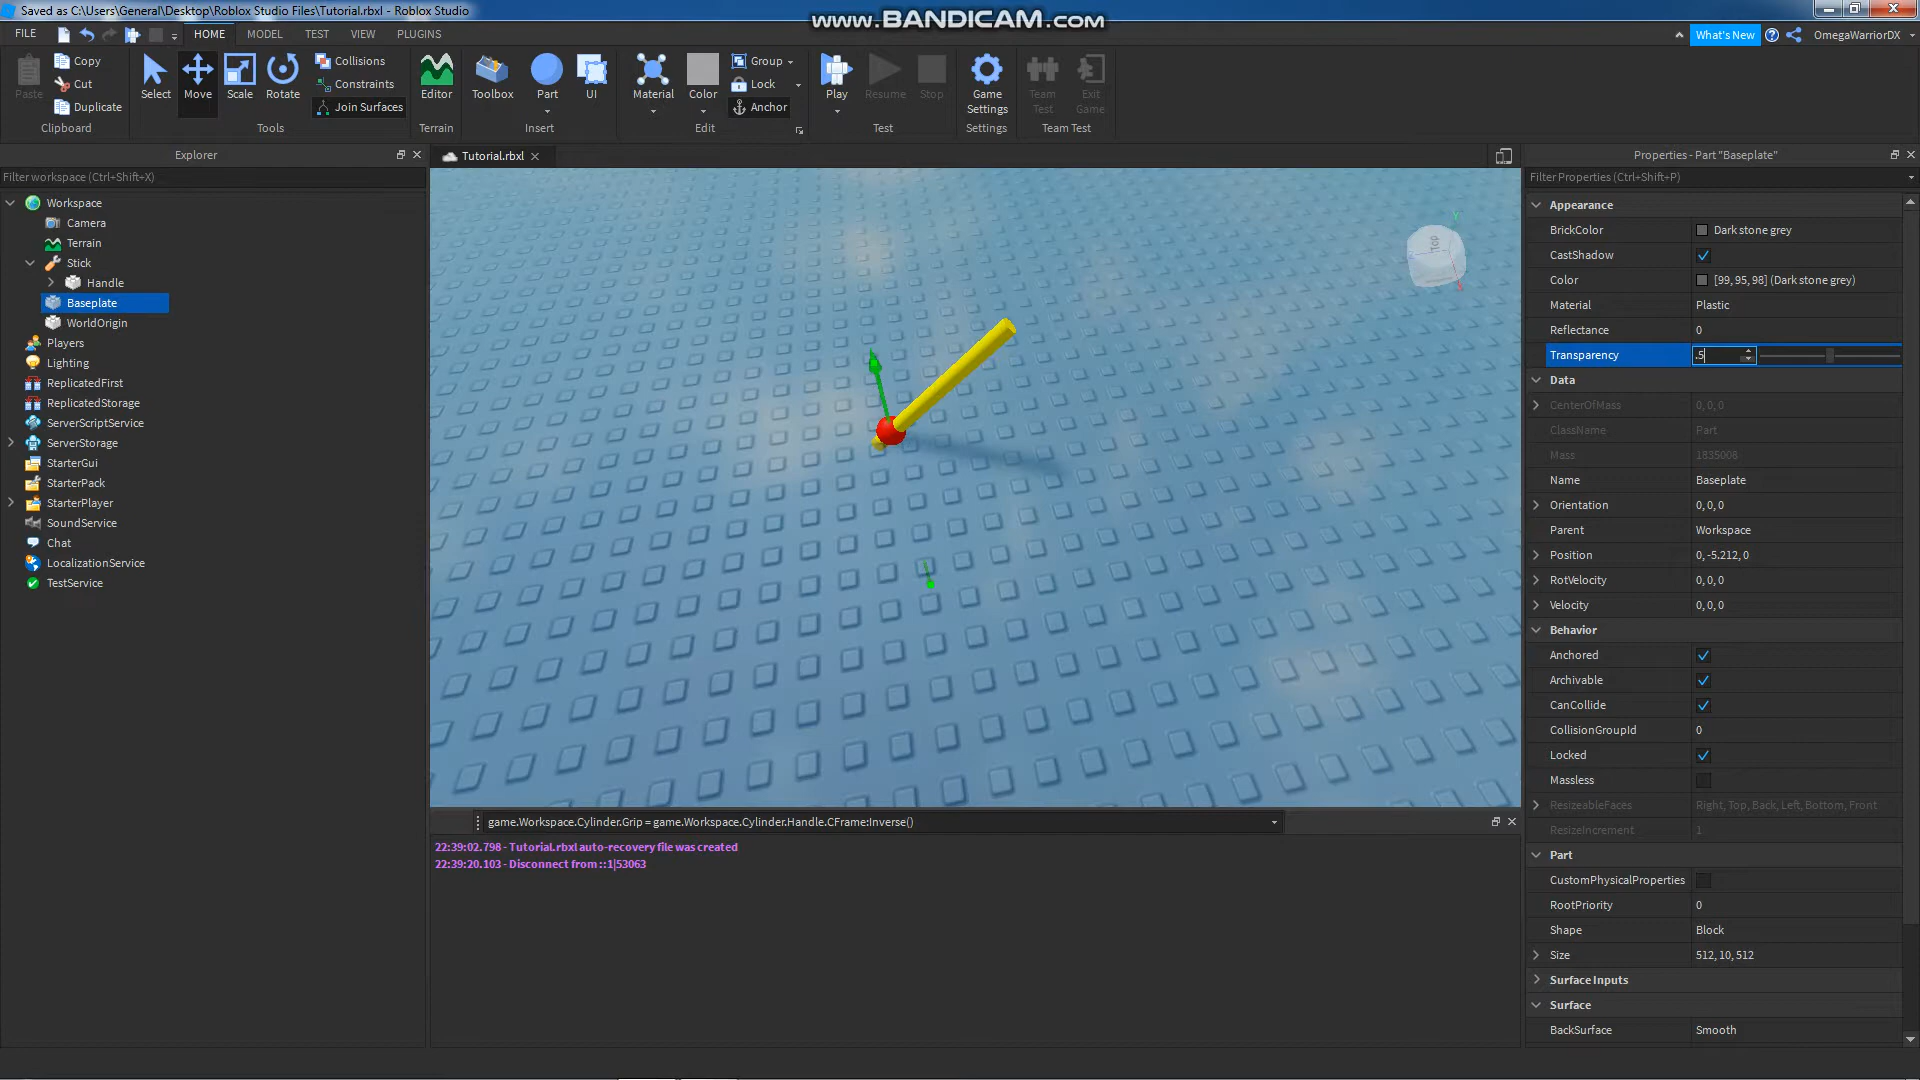 Saved as C:\Users\General\Desktop\Roblox Studio Files\Tutorial.rbxl - Roblox Studio
www.BANDICAM.com
FILE HOME MODEL TEST VIEW PLUGINS What's New OmegaWarriorDX
Paste Copy Cut Duplicate Clipboard
Select Move Scale Rotate Collisions Constraints Join Surfaces Tools
Editor Terrain
Toolbox Part UI Insert
Material Color Group Lock Anchor Edit
Play Resume Stop Test
Game Settings Settings
Team Test Exit Game Team Test
Explorer
Filter workspace (Ctrl+Shift+X)
Workspace
Camera
Terrain
Stick
Handle
Baseplate
WorldOrigin
Players
Lighting
ReplicatedFirst
ReplicatedStorage
ServerScriptService
ServerStorage
StarterGui
StarterPack
StarterPlayer
SoundService
Chat
LocalizationService
TestService
Tutorial.rbxl
Top
Y
game.Workspace.Cylinder.Grip = game.Workspace.Cylinder.Handle.CFrame:Inverse()
22:39:02.798 - Tutorial.rbxl auto-recovery file was created
22:39:20.103 - Disconnect from ::1|53063
Properties - Part "Baseplate"
Filter Properties (Ctrl+Shift+P)
Appearance
BrickColor Dark stone grey
CastShadow
Color [99, 95, 98] (Dark stone grey)
Material Plastic
Reflectance 0
Transparency .5
Data
CenterOfMass 0, 0, 0
ClassName Part
Mass 1835008
Name Baseplate
Orientation 0, 0, 0
Parent Workspace
Position 0, -5.212, 0
RotVelocity 0, 0, 0
Velocity 0, 0, 0
Behavior
Anchored
Archivable
CanCollide
CollisionGroupId 0
Locked
Massless
ResizeableFaces Right, Top, Back, Left, Bottom, Front
ResizeIncrement 1
Part
CustomPhysicalProperties
RootPriority 0
Shape Block
Size 512, 10, 512
Surface Inputs
Surface
BackSurface Smooth